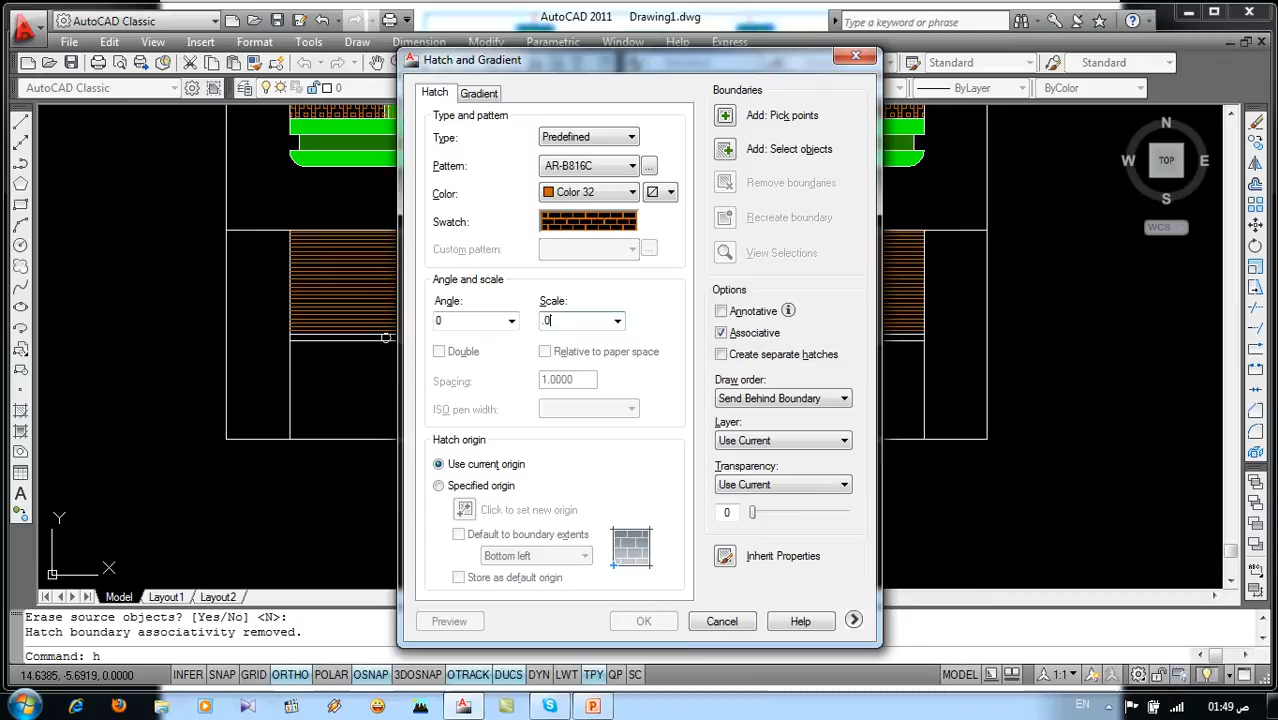 AutoCAD Classic
AutoCAD 2011 Drawing1.dwg
Type a keyword or phrase
File Edit View Insert Format Tools Draw Dimension Modify Parametric Window Help Express
Standard Standard
AutoCAD Classic 0 ByLayer ByColor
Hatch and Gradient
Hatch Gradient
Type and pattern
Type: Predefined
Pattern: AR-B816C
Color: Color 32
Swatch:
Custom pattern:
Angle and scale
Angle: Scale:
0 .0
Double Relative to paper space
Spacing: 1.0000
ISO pen width:
Hatch origin
Use current origin
Specified origin
Click to set new origin
Default to boundary extents
Bottom left
Store as default origin
Boundaries
Add: Pick points
Add: Select objects
Remove boundaries
Recreate boundary
View Selections
Options
Annotative
Associative
Create separate hatches
Draw order:
Send Behind Boundary
Layer:
Use Current
Transparency:
Use Current
0
Inherit Properties
Preview OK Cancel Help
N
W TOP E
S
WCS
Y
X
Model Layout1 Layout2
Erase source objects? [Yes/No] <N>:
Hatch boundary associativity removed.
Command: h
14.6385, -5.6919, 0.0000 INFER SNAP GRID ORTHO POLAR OSNAP 3DOSNAP OTRACK DUCS DYN LWT TPY QP SC MODEL 1:1
EN 01:49 ص